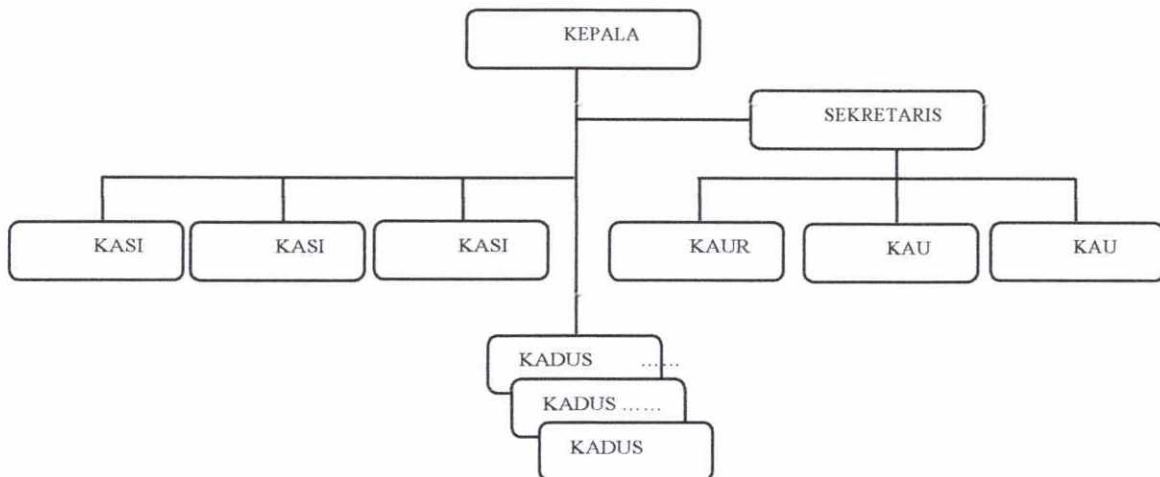 KEPALA
SEKRETARIS
KASI
KASI
KASI
KAUR
KAU
KAU
KADUS ......
KADUS ......
KADUS